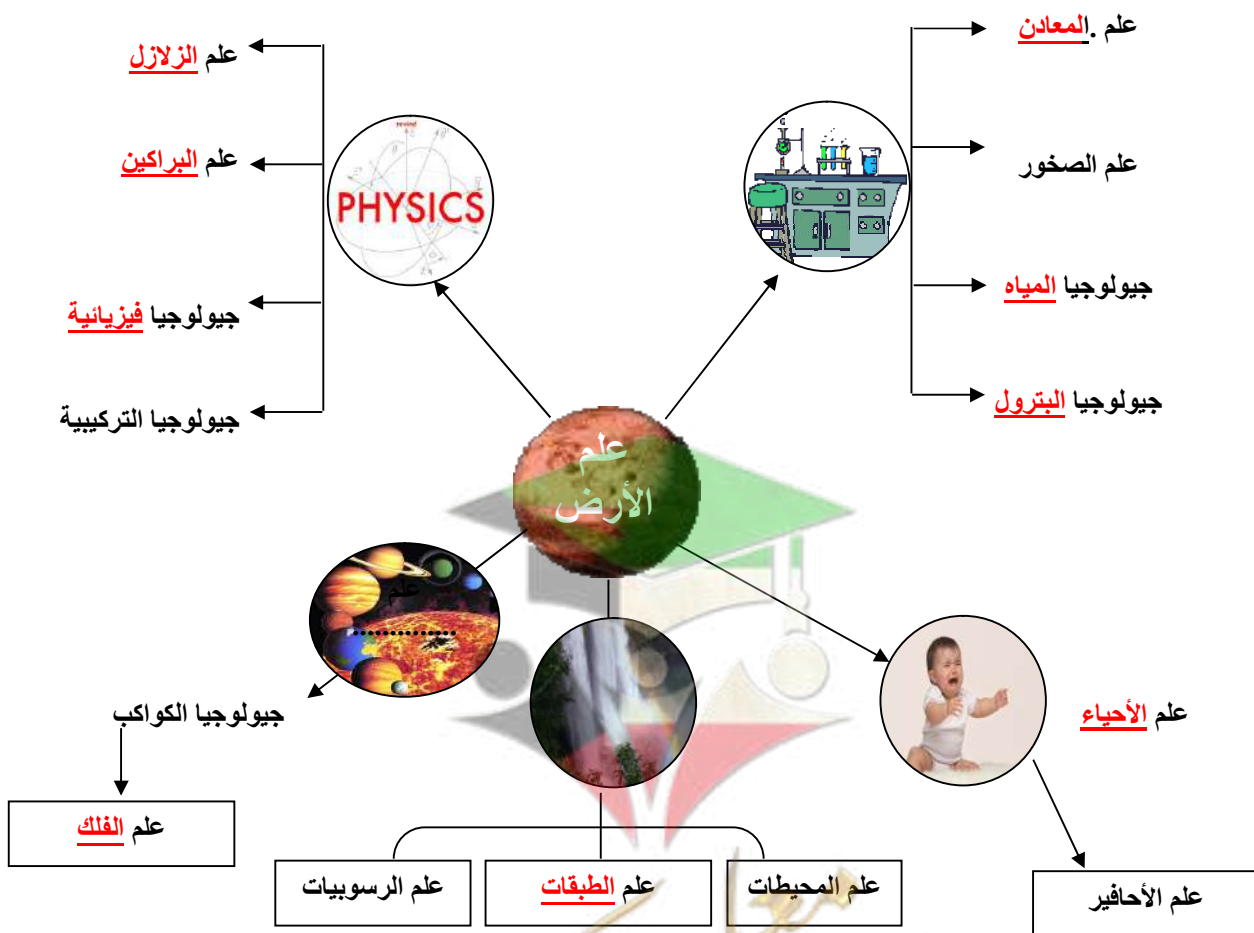 علم .المعادن
علم الصخور
جيولوجيا المياه
جيولوجيا البترول
علم الزلازل
علم البراكين
جيولوجيا فيزيائية
جيولوجيا التركيبية
PHYSICS
علم
الأرض
علم
..............
جيولوجيا الكواكب
علم الفلك
علم الأحياء
علم المحيطات
علم الطبقات
علم الرسوبيات
علم الأحافير